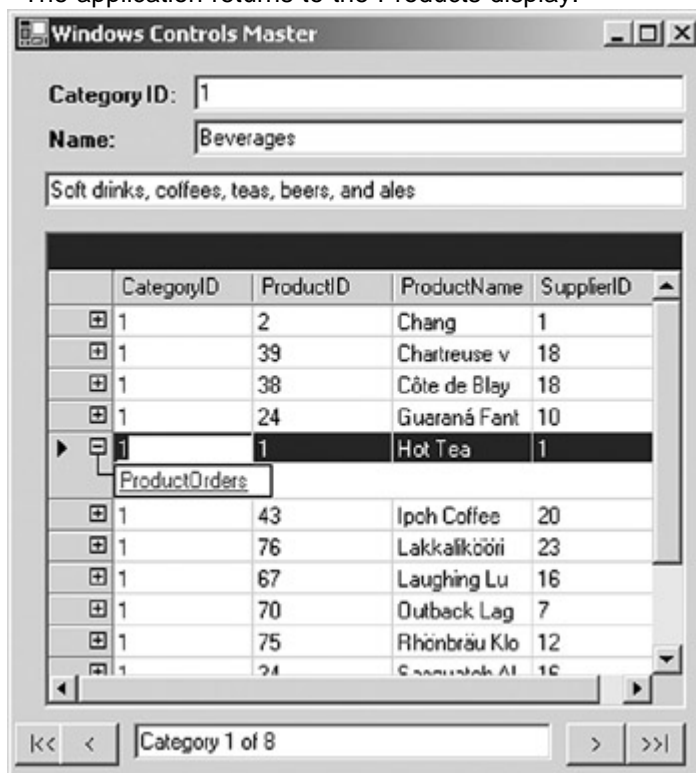 The application returns to the Products display.
Windows Controls Master
Category ID: 1
Name: Beverages
Soft drinks, coffees, teas, beers, and ales
CategoryID ProductID ProductName SupplierID
1 2 Chang 1
1 39 Chartreuse v 18
1 38 Côte de Blay 18
1 24 Guaraná Fant 10
1 1 Hot Tea 1
ProductOrders
1 43 Ipoh Coffee 20
1 76 Lakkalikööri 23
1 67 Laughing Lu 16
1 70 Outback Lag 7
1 75 Rhönbräu Klo 12
1
|<< < Category 1 of 8 > >>|